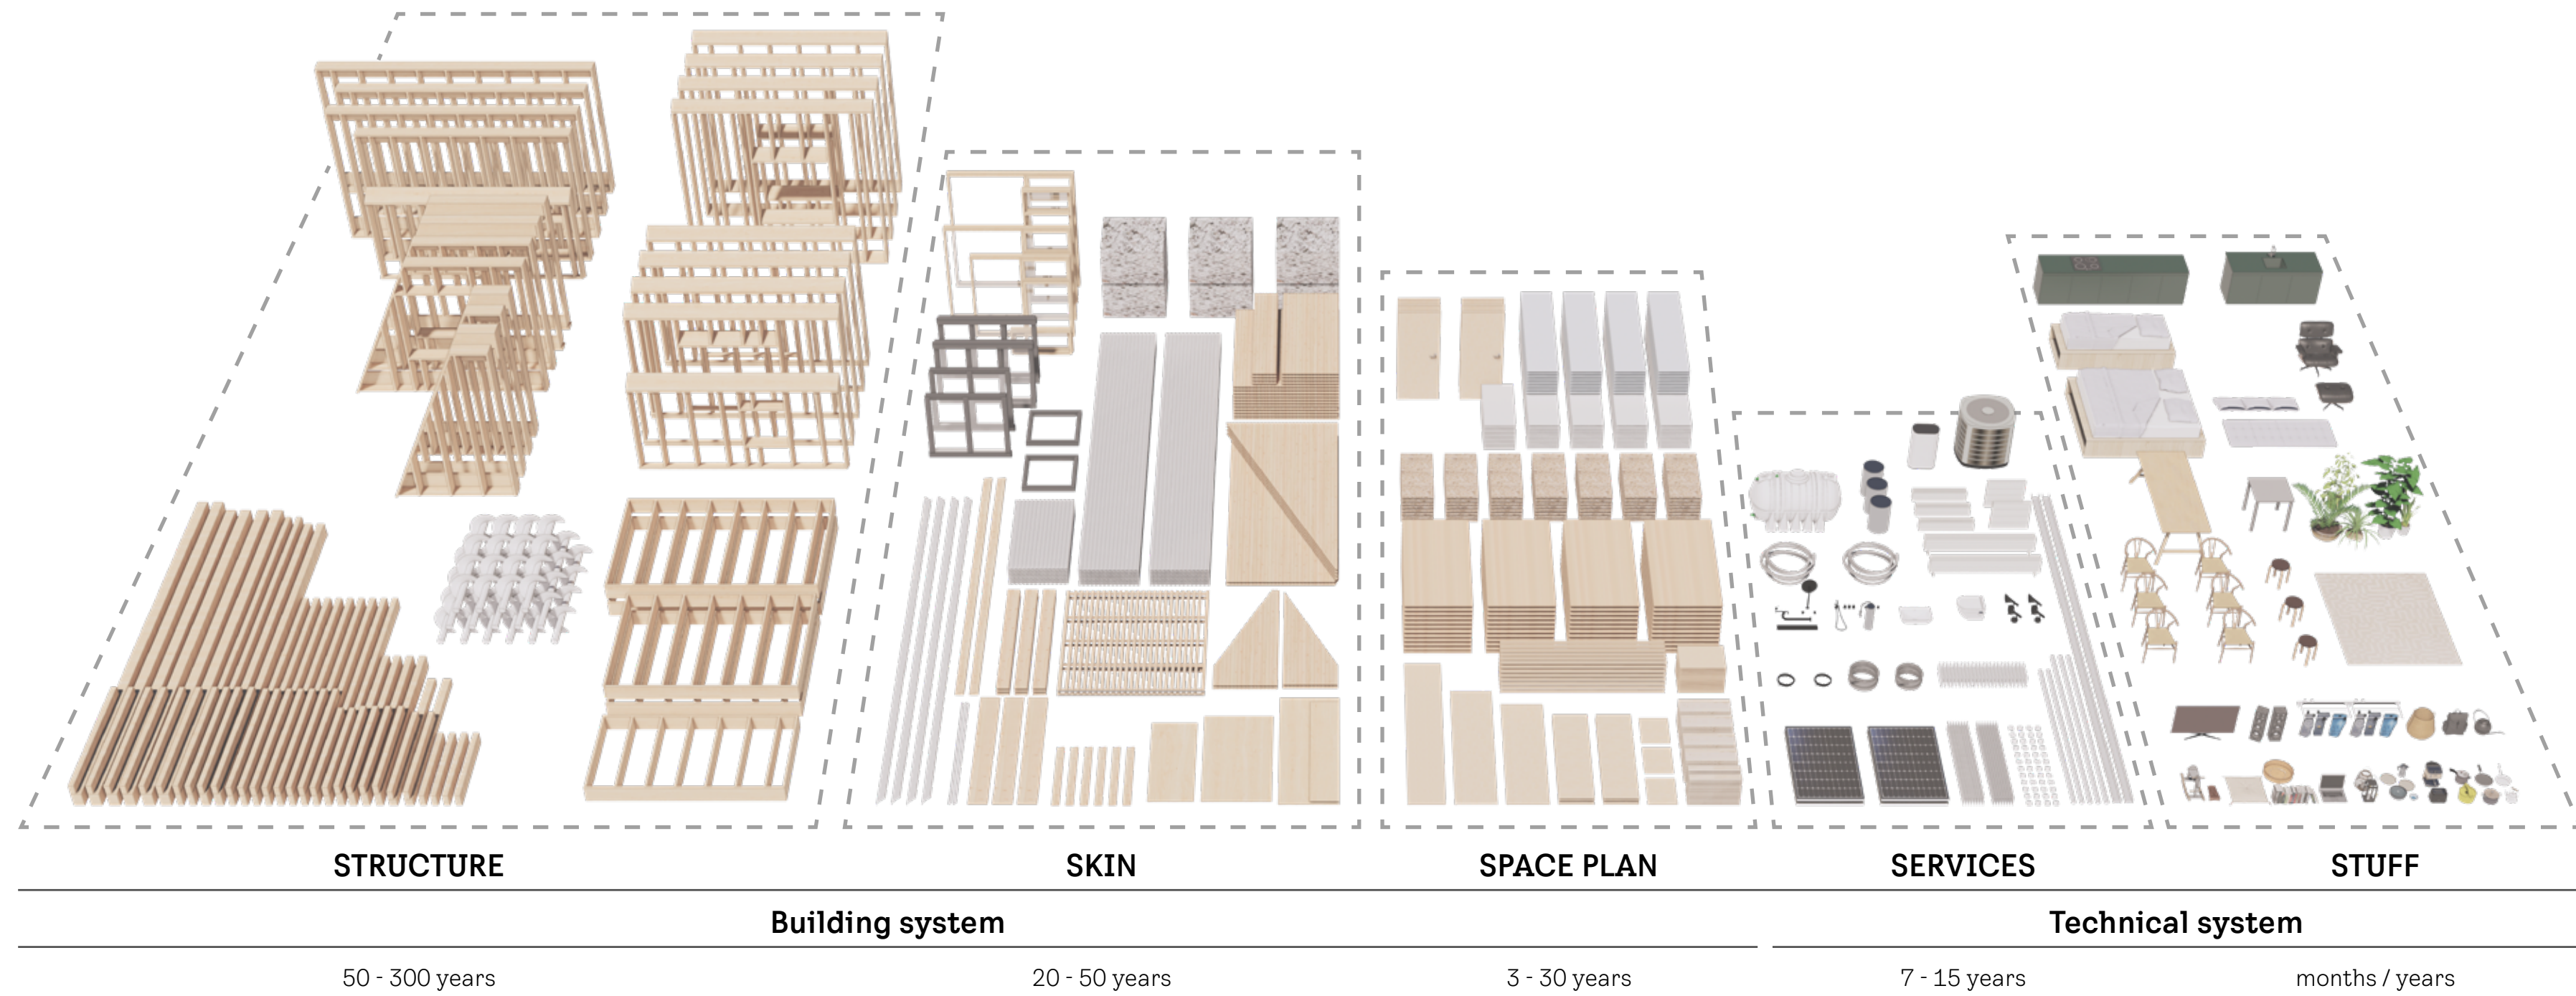 STRUCTURE SKIN SPACE PLAN SERVICES STUFF
Building system Technical system
50 - 300 years 20 - 50 years 3 - 30 years 7 - 15 years months / years